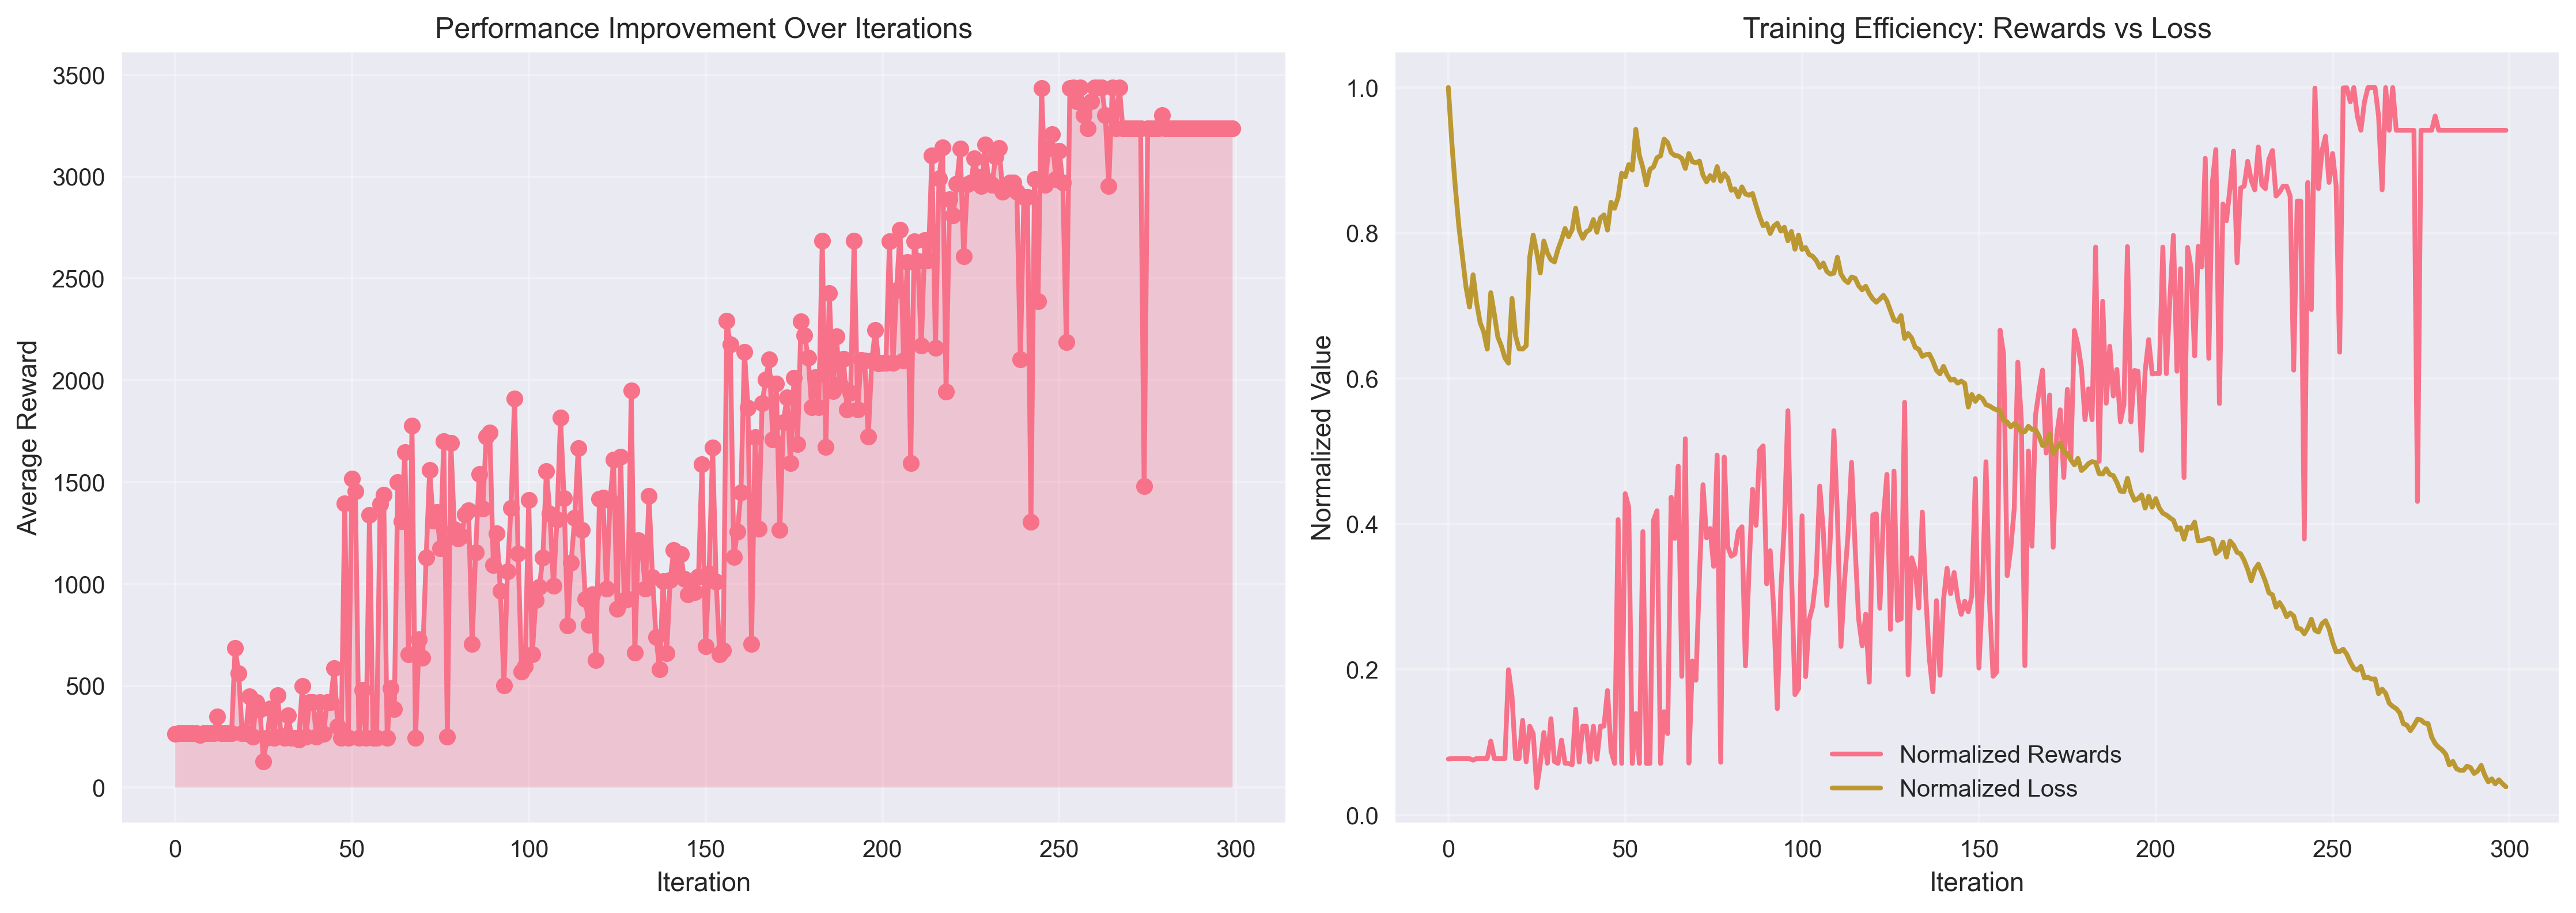 Performance Improvement Over Iterations
3500
3000
2500
2000
1500
1000
500
0
Average Reward
0 50 100 150 200 250 300
Iteration
Training Efficiency: Rewards vs Loss
1.0
0.8
0.6
0.4
0.2
0.0
Normalized Value
Normalized Rewards
Normalized Loss
0 50 100 150 200 250 300
Iteration